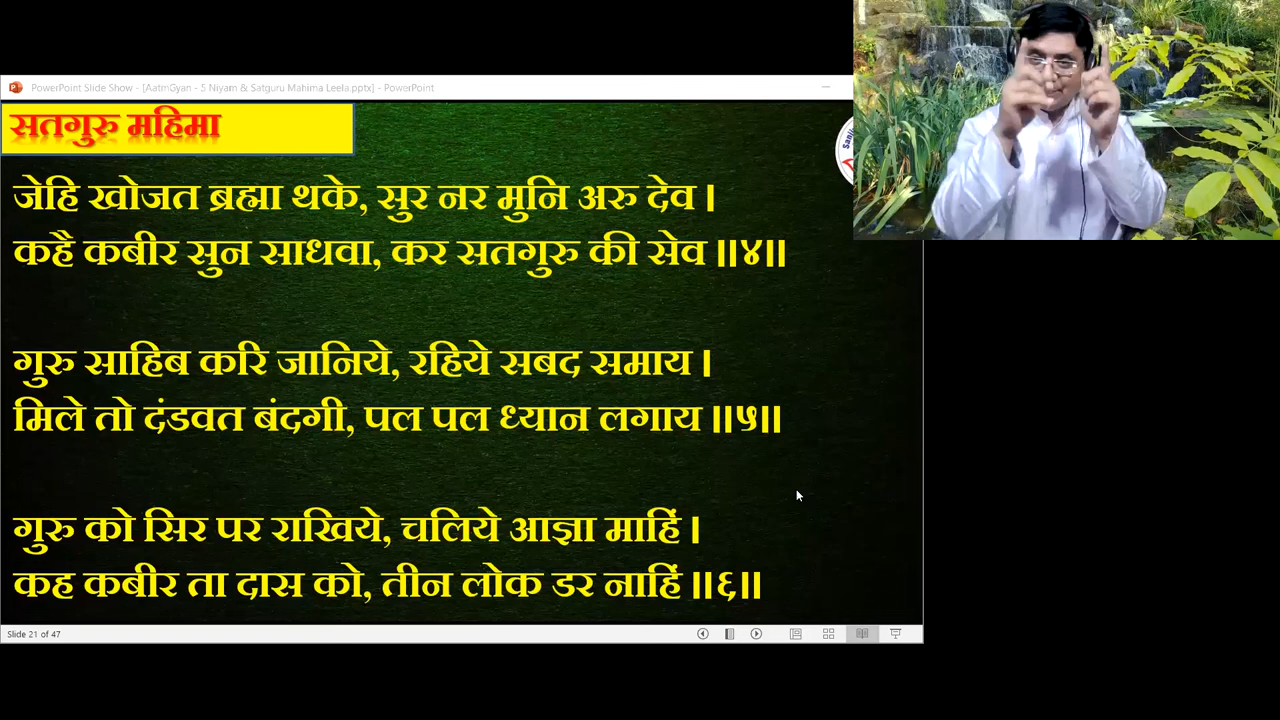 PowerPoint Slide Show - [AatmGyan - 5 Niyam & Satguru Mahima Leela.pptx] - PowerPoint
सतगुरु महिमा
जेहि खोजत ब्रह्मा थके, सुर नर मुनि अरु देव ।
कहै कबीर सुन साधवा, कर सतगुरु की सेव ॥४॥
गुरु साहिब करि जानिये, रहिये सबद समाय ।
मिले तो दंडवत बंदगी, पल पल ध्यान लगाय ॥५॥
गुरु को सिर पर राखिये, चलिये आज्ञा माहिं ।
कह कबीर ता दास को, तीन लोक डर नाहिं ॥६॥
Slide 21 of 47